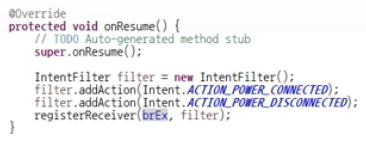 @Override
protected void onResume() {
    // TODO Auto-generated method stub
    super.onResume();

    IntentFilter filter = new IntentFilter();
    filter.addAction(Intent.ACTION_POWER_CONNECTED);
    filter.addAction(Intent.ACTION_POWER_DISCONNECTED);
    registerReceiver(brEx, filter);
}